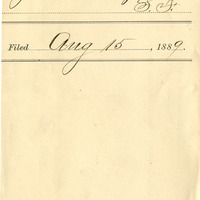 S. F.
Filed Aug 15, 1889.